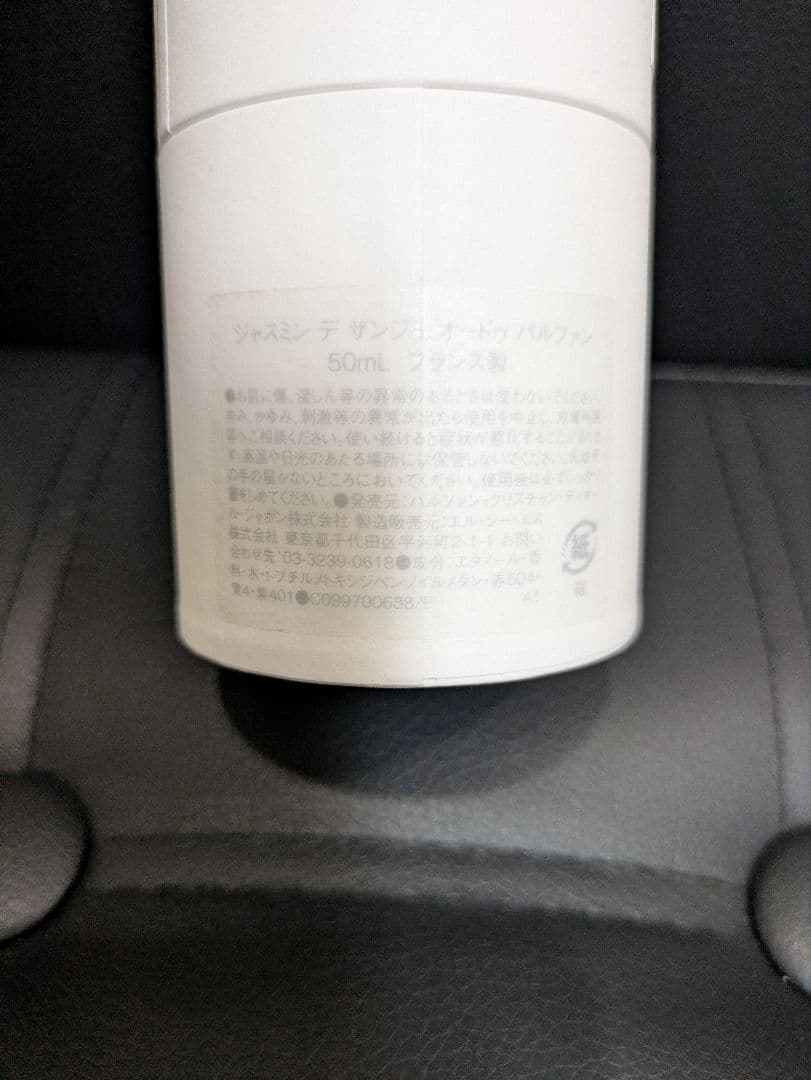 ジャスミン デ ザンジュ オードゥ パルファン
50mL フランス製
●お肌に傷、湿しん等の異常のあるときは使わないでください。
赤み、かゆみ、刺激等の異常が出たら使用を中止し、皮膚科医
等へご相談ください。使い続けると症状が悪化することがありま
す。高温や日光のあたる場所には保管しないでください。乳幼児
の手の届かないところにおいてください。使用後は必ずしっかり
蓋をしめてください。●発売元:パルファン・クリスチャン・ディオー
ル・ジャポン株式会社 製造販売元:エル・シー・エス
株式会社 東京都千代田区平河町2-1-1 お問い
合わせ先:03-3239-0618●成分:エタノール・香
料・水・t-ブチルメトキシジベンゾイルメタン・赤504・
黄4・紫401●C099700688/E A1
紙
箱